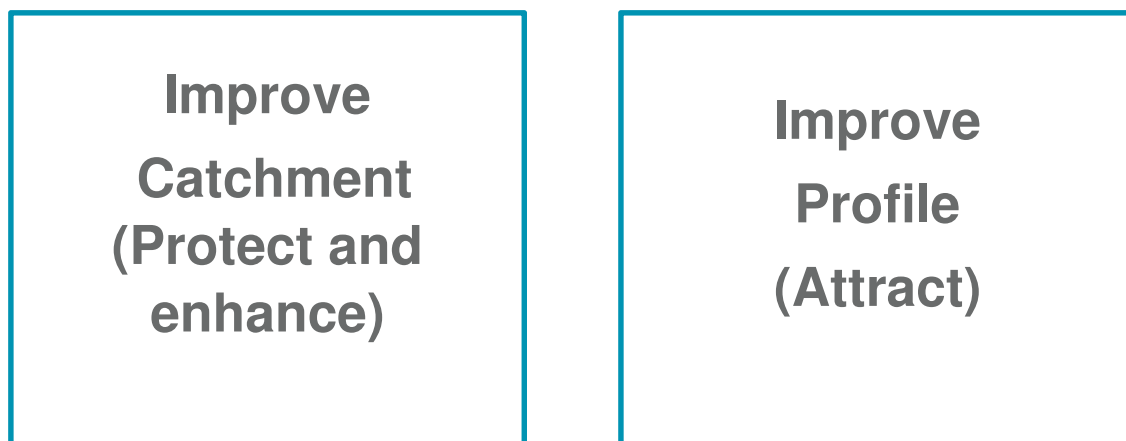 Improve
Catchment
(Protect and
enhance)
Improve
Profile
(Attract)